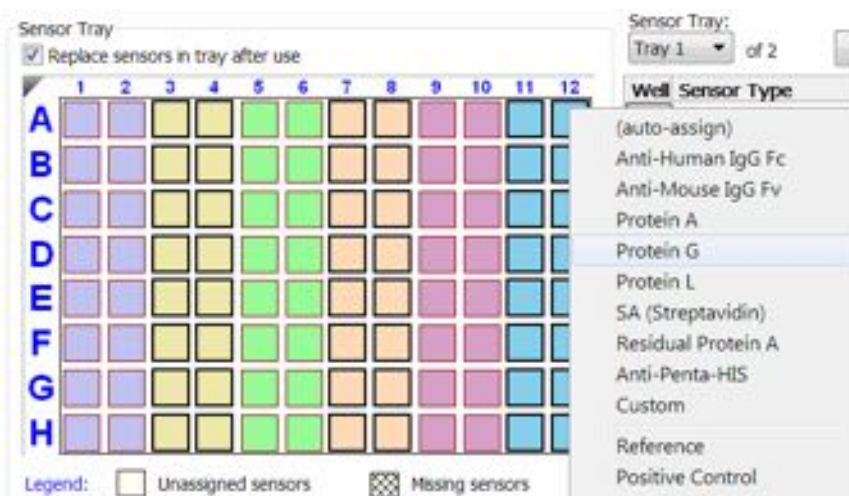 Sensor Tray
Replace sensors in tray after use
1 2 3 4 5 6 7 8 9 10 11 12
A
B
C
D
E
F
G
H
Legend: Unassigned sensors Missing sensors
Sensor Tray:
Tray 1 of 2
Well Sensor Type
(auto-assign)
Anti-Human IgG Fc
Anti-Mouse IgG Fv
Protein A
Protein G
Protein L
SA (Streptavidin)
Residual Protein A
Anti-Penta-HIS
Custom
Reference
Positive Control